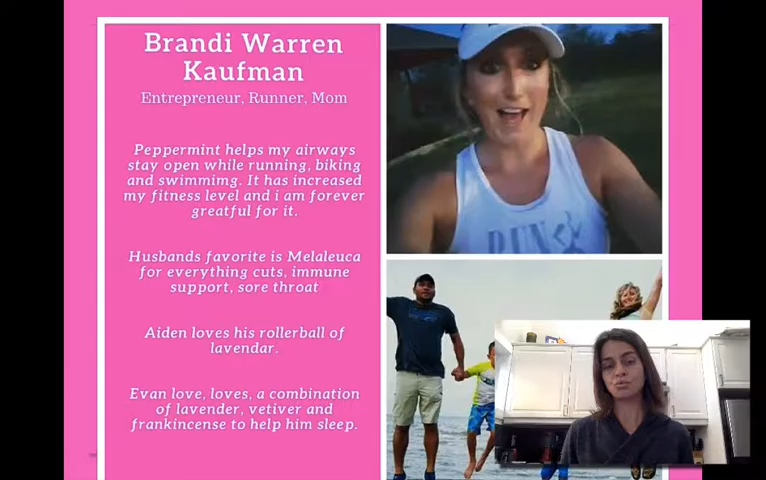 Brandi Warren
Kaufman
Entrepreneur, Runner, Mom
Peppermint helps my airways
stay open while running, biking
and swimmimg. It has increased
my fitness level and i am forever
greatful for it.
Husbands favorite is Melaleuca
for everything cuts, immune
support, sore throat
Aiden loves his rollerball of
lavendar.
Evan love, loves, a combination
of lavender, vetiver and
frankincense to help him sleep.
RUN